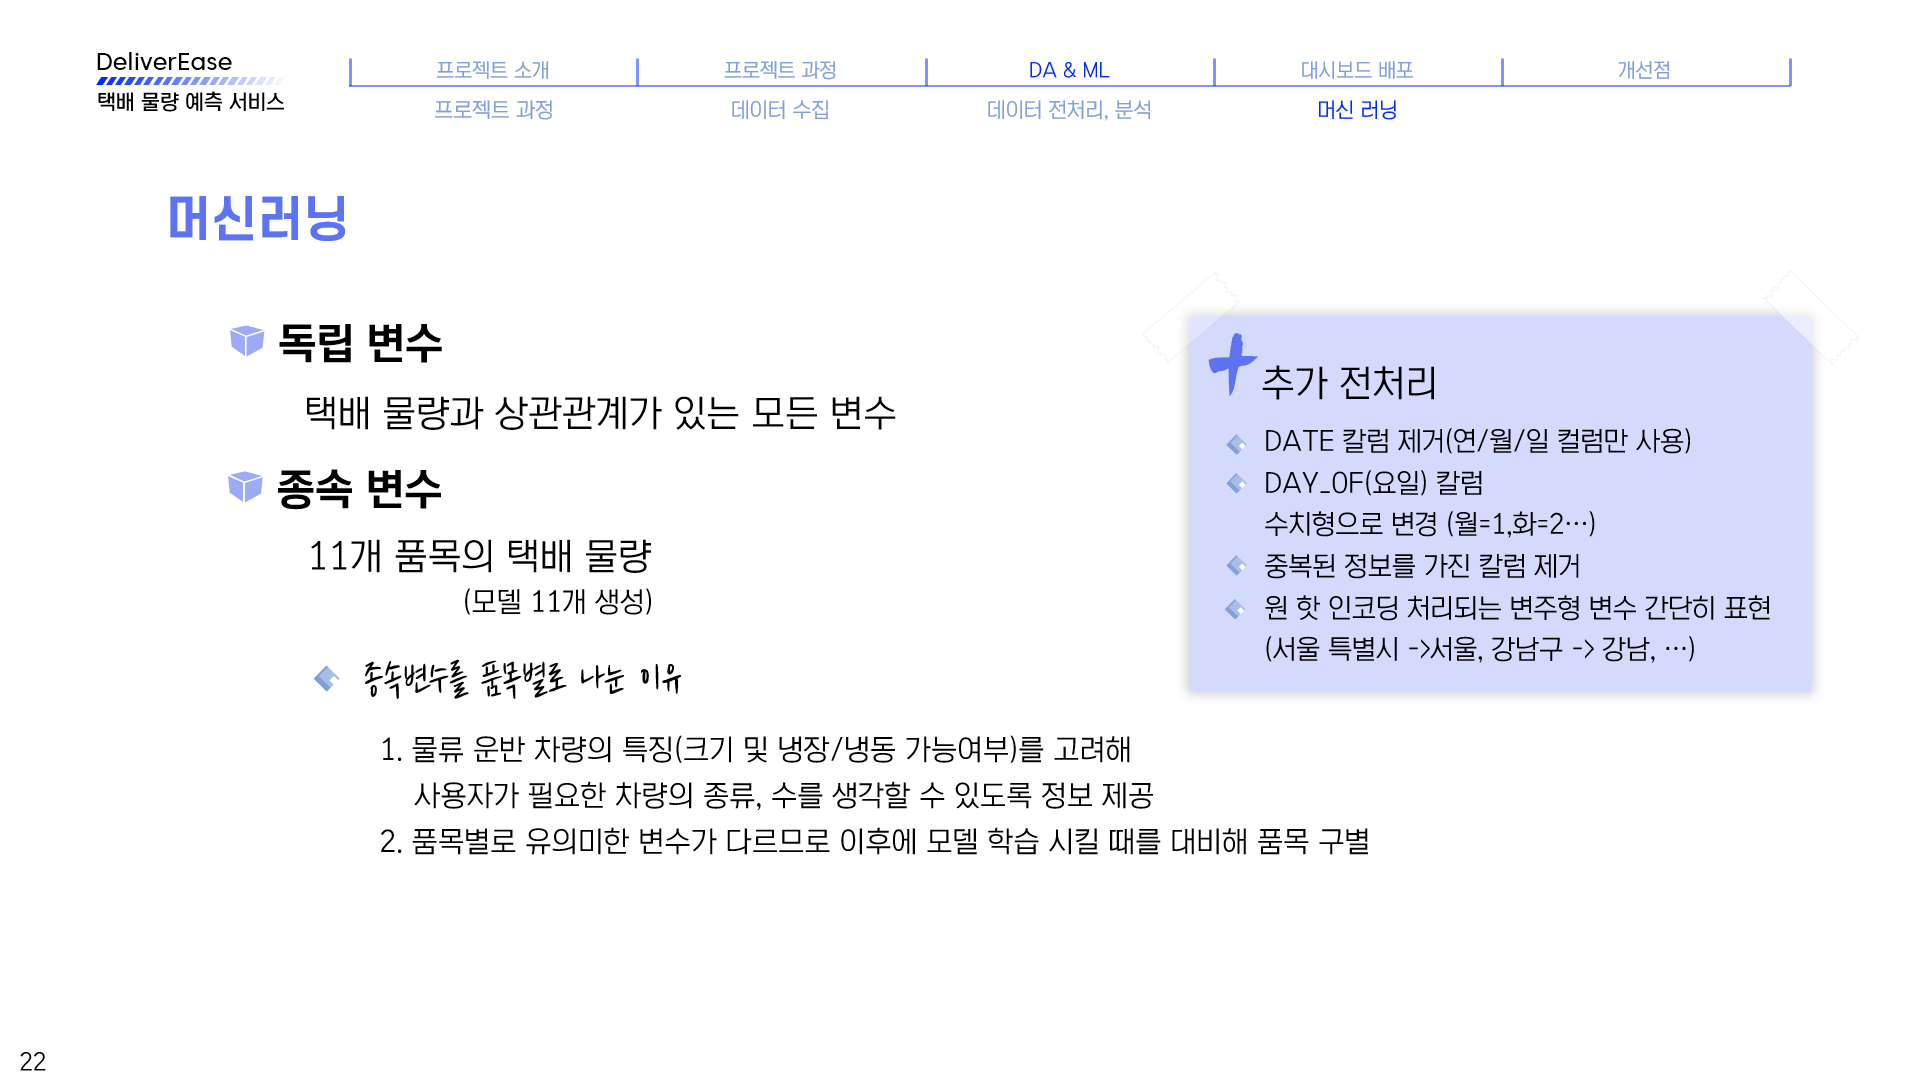 DeliverEase
택배 물량 예측 서비스
프로젝트 소개
프로젝트 과정
DA & ML
대시보드 배포
개선점
프로젝트 과정
데이터 수집
데이터 전처리, 분석
머신 러닝
머신러닝
독립 변수
택배 물량과 상관관계가 있는 모든 변수
종속 변수
11개 품목의 택배 물량
(모델 11개 생성)
종속변수를 품목별로 나눈 이유
1. 물류 운반 차량의 특징(크기 및 냉장/냉동 가능여부)를 고려해
사용자가 필요한 차량의 종류, 수를 생각할 수 있도록 정보 제공
2. 품목별로 유의미한 변수가 다르므로 이후에 모델 학습 시킬 때를 대비해 품목 구별
추가 전처리
DATE 칼럼 제거(연/월/일 컬럼만 사용)
DAY_OF(요일) 칼럼
수치형으로 변경 (월=1,화=2…)
중복된 정보를 가진 칼럼 제거
원 핫 인코딩 처리되는 변주형 변수 간단히 표현
(서울 특별시 ->서울, 강남구 -> 강남, …)
22